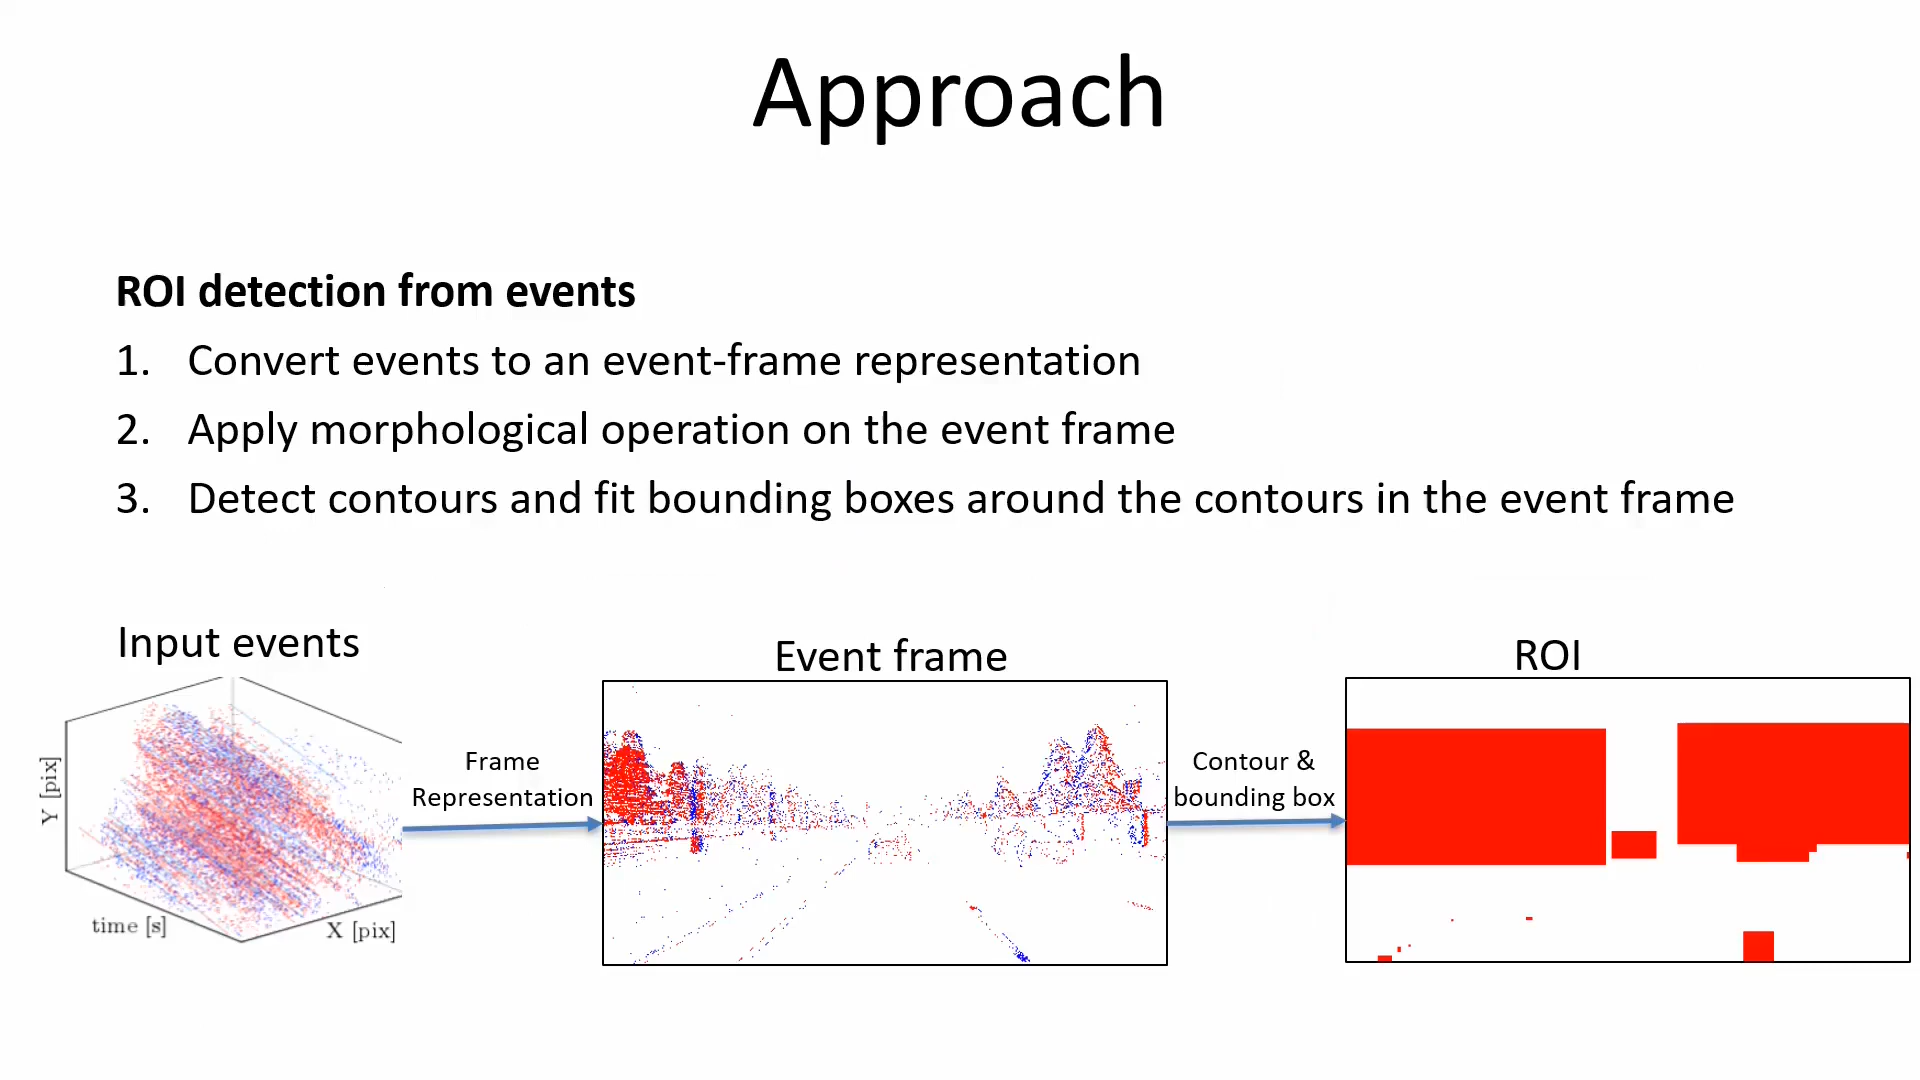 Approach
ROI detection from events
1. Convert events to an event-frame representation
2. Apply morphological operation on the event frame
3. Detect contours and fit bounding boxes around the contours in the event frame
Input events
Event frame
ROI
Frame
Representation
Contour &
bounding box
Y [pix]
time [s]
X [pix]